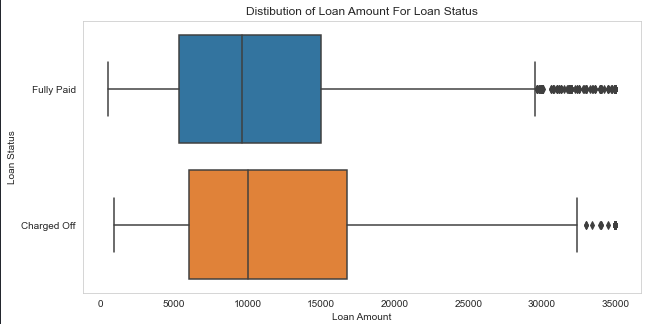 Distibution of Loan Amount For Loan Status
Loan Status
Fully Paid
Charged Off
0 5000 10000 15000 20000 25000 30000 35000
Loan Amount